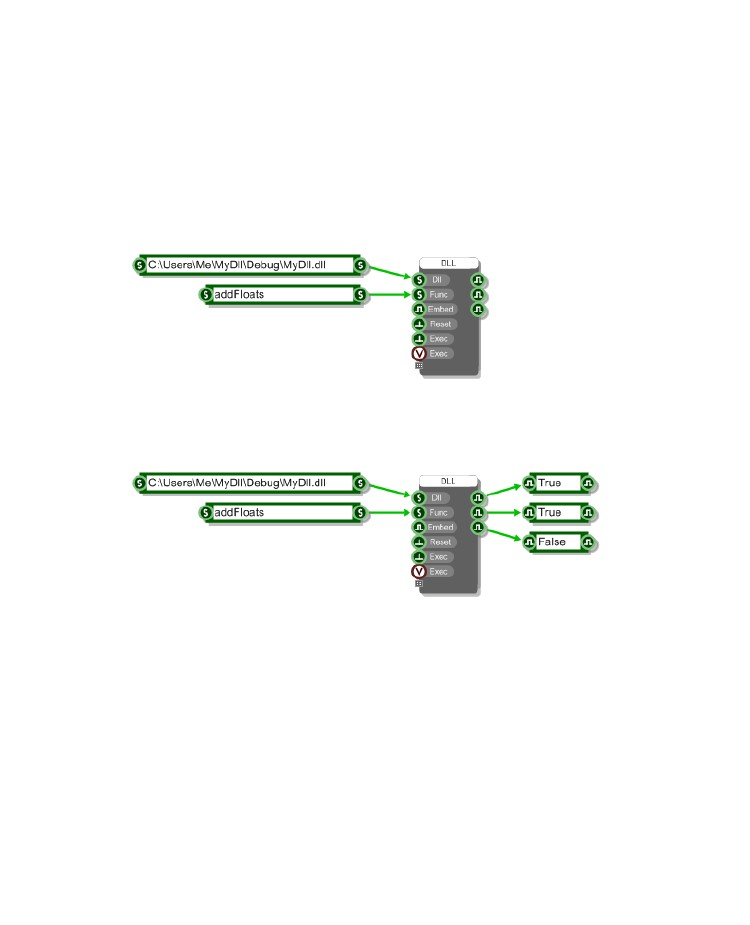 C:\Users\Me\MyDll\Debug\MyDll.dll
addFloats
DLL
Dll
Func
Embed
Reset
Exec
Exec
C:\Users\Me\MyDll\Debug\MyDll.dll
addFloats
DLL
Dll
Func
Embed
Reset
Exec
Exec
True
True
False